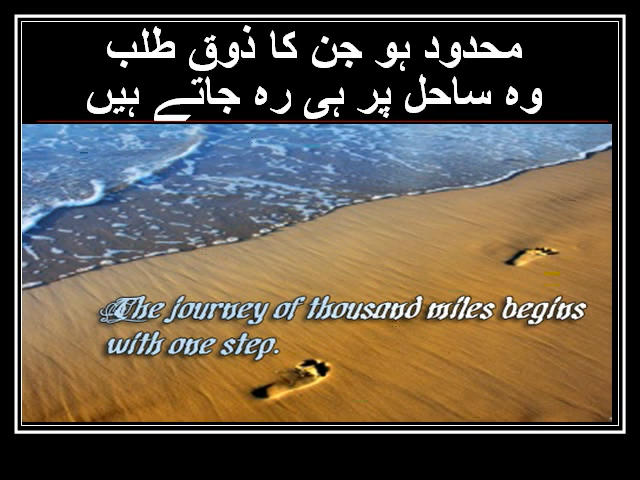 محدود ہو جن کا ذوق طلب
وہ ساحل پر ہی رہ جاتے ہیں
The journey of thousand miles begins
with one step.